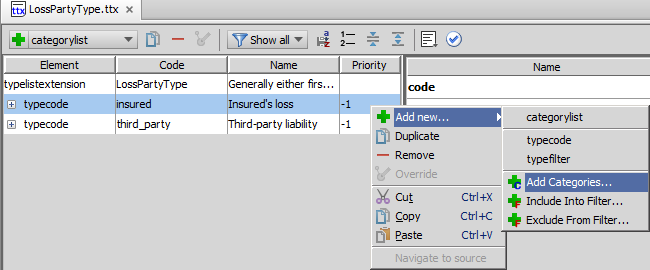 LossPartyType.ttx
categorylist
Show all
Element Code Name Priority Name
typelistextension LossPartyType Generally either firs... code
typecode insured Insured's loss -1
typecode third_party Third-party liability -1
Add new...
Duplicate
Remove
Override
Cut Ctrl+X
Copy Ctrl+C
Paste Ctrl+V
Navigate to source
categorylist
typecode
typefilter
Add Categories...
Include Into Filter...
Exclude From Filter...